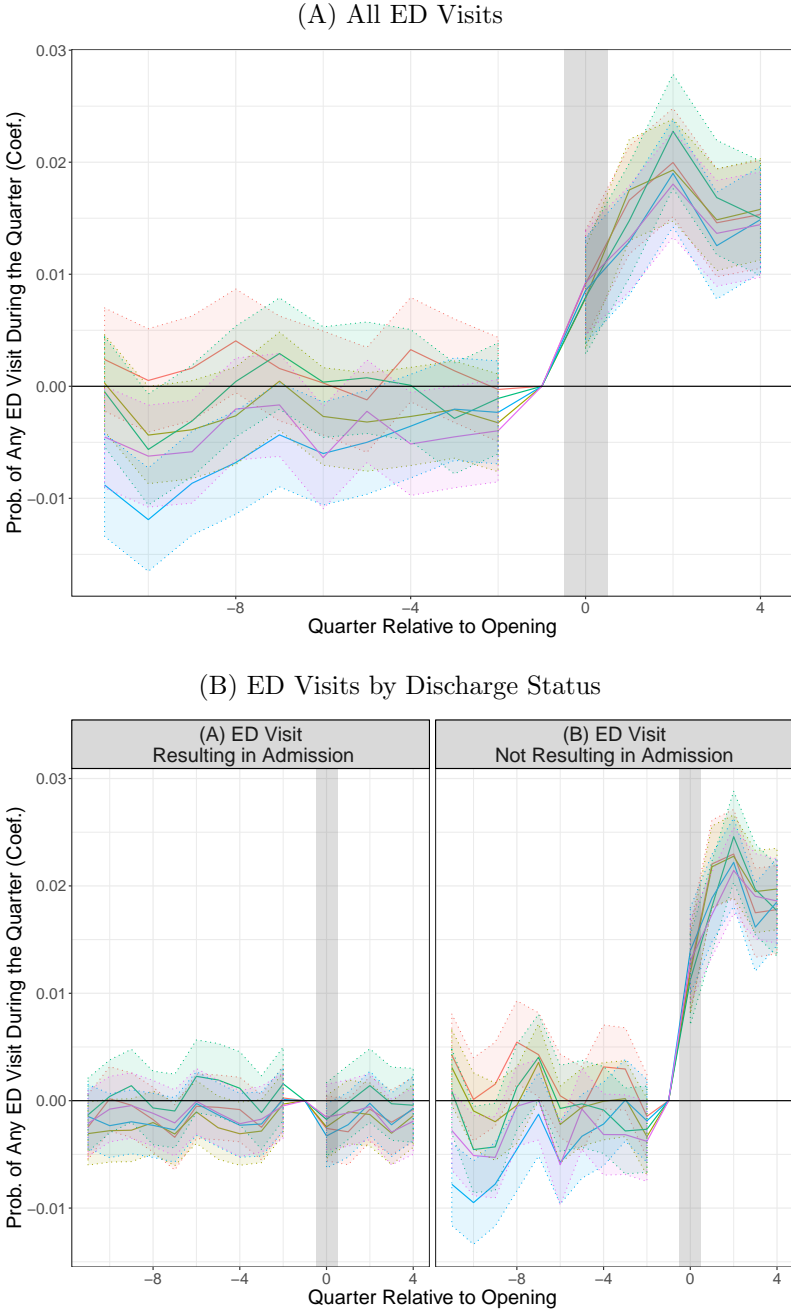 (A) All ED Visits
Prob. of Any ED Visit During the Quarter (Coef.)
0.03
0.02
0.01
0.00
−0.01
−8
−4
0
4
Quarter Relative to Opening
(B) ED Visits by Discharge Status
(A) ED Visit
Resulting in Admission
(B) ED Visit
Not Resulting in Admission
Prob. of Any ED Visit During the Quarter (Coef.)
0.03
0.02
0.01
0.00
−0.01
−8
−4
0
4
−8
−4
0
4
Quarter Relative to Opening